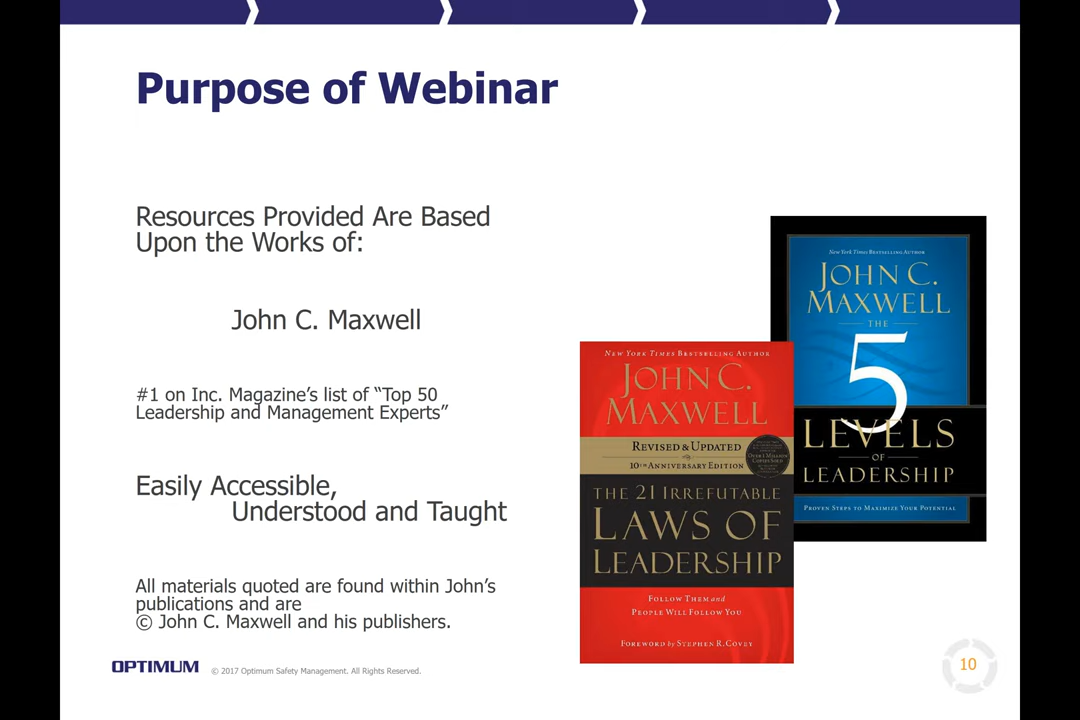 Purpose of Webinar
Resources Provided Are Based
Upon the Works of:
John C. Maxwell
#1 on Inc. Magazine's list of “Top 50
Leadership and Management Experts”
Easily Accessible,
Understood and Taught
All materials quoted are found within John's
publications and are
© John C. Maxwell and his publishers.
New York Times Bestselling Author
John C.
Maxwell
The
5
Levels
of
Leadership
Proven Steps to Maximize Your Potential
New York Times Bestselling Author
John C.
Maxwell
Revised & Updated
10th Anniversary Edition
Over 1 Million
Copies Sold
The 21 Irrefutable
Laws of
Leadership
Follow Them and
People Will Follow You
Foreword by Stephen R. Covey
OPTIMUM
© 2017 Optimum Safety Management. All Rights Reserved.
10